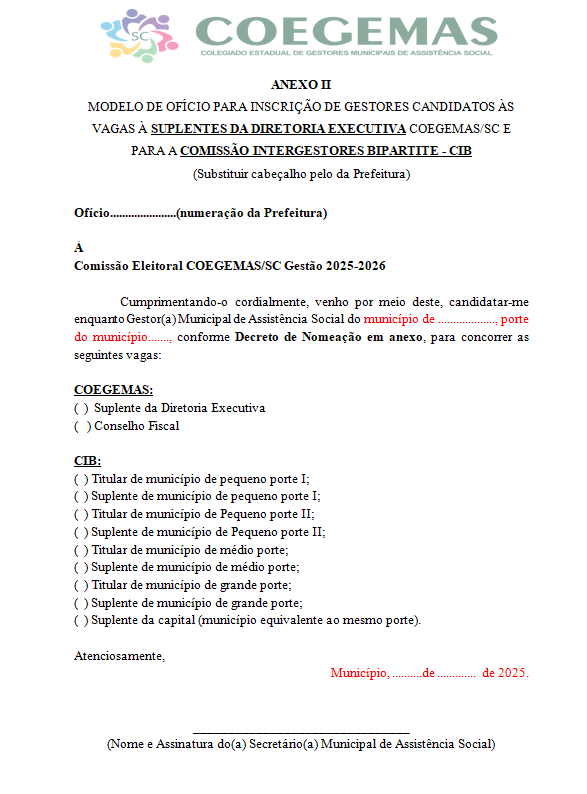 SC
COEGEMAS
COLEGIADO ESTADUAL DE GESTORES MUNICIPAIS DE ASSISTÊNCIA SOCIAL
ANEXO II
MODELO DE OFÍCIO PARA INSCRIÇÃO DE GESTORES CANDIDATOS ÀS
VAGAS À SUPLENTES DA DIRETORIA EXECUTIVA COEGEMAS/SC E
PARA A COMISSÃO INTERGESTORES BIPARTITE - CIB
(Substituir cabeçalho pelo da Prefeitura)
Ofício......................(numeração da Prefeitura)
À
Comissão Eleitoral COEGEMAS/SC Gestão 2025-2026
Cumprimentando-o cordialmente, venho por meio deste, candidatar-me
enquanto Gestor(a) Municipal de Assistência Social do município de ..................., porte
do município......., conforme Decreto de Nomeação em anexo, para concorrer as
seguintes vagas:
COEGEMAS:
( ) Suplente da Diretoria Executiva
( ) Conselho Fiscal
CIB:
( ) Titular de município de pequeno porte I;
( ) Suplente de município de pequeno porte I;
( ) Titular de município de Pequeno porte II;
( ) Suplente de município de Pequeno porte II;
( ) Titular de município de médio porte;
( ) Suplente de município de médio porte;
( ) Titular de município de grande porte;
( ) Suplente de município de grande porte;
( ) Suplente da capital (município equivalente ao mesmo porte).
Atenciosamente,
Município, ..........de ............. de 2025.
(Nome e Assinatura do(a) Secretário(a) Municipal de Assistência Social)